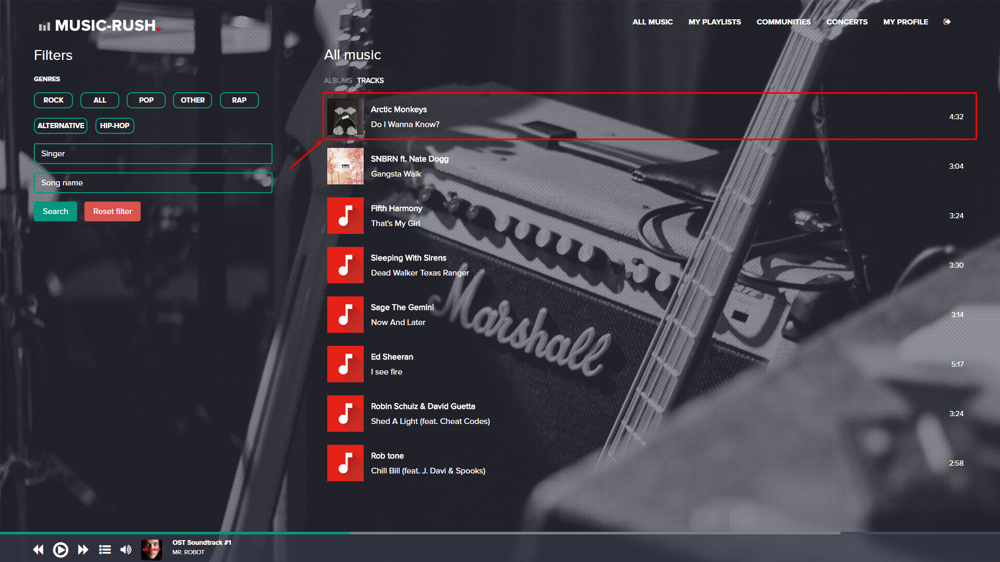 MUSIC-RUSH.
ALL MUSIC MY PLAYLISTS COMMUNITIES CONCERTS MY PROFILE
Filters
GENRES
ROCK ALL POP OTHER RAP
ALTERNATIVE HIP-HOP
Singer
Song name
Search Reset filter
All music
ALBUMS TRACKS
Arctic Monkeys
Do I Wanna Know?
4:32
SNBRN ft. Nate Dogg
Gangsta Walk
3:04
Fifth Harmony
That's My Girl
3:24
Sleeping With Sirens
Dead Walker Texas Ranger
3:30
Sage The Gemini
Now And Later
3:14
Ed Sheeran
I see fire
5:17
Robin Schulz & David Guetta
Shed A Light (feat. Cheat Codes)
3:24
Rob tone
Chill Bill (feat. J. Davi & Spooks)
2:58
Marshall
SNBRN
MR. ROBOT
OST Soundtrack #1
MR. ROBOT